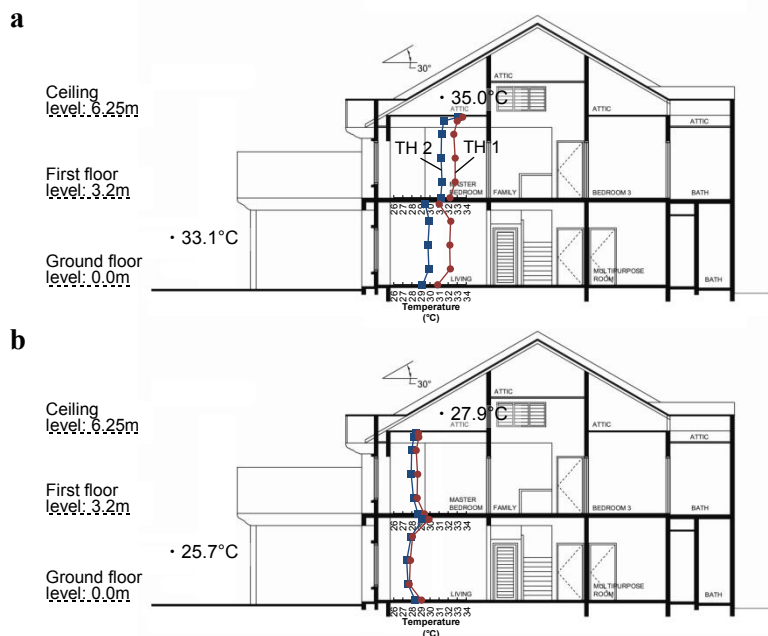 a
30°
ATTIC
Ceiling
level: 6.25m
35.0°C
ATTIC
ATTIC
TH 2
TH 1
First floor
level: 3.2m
MASTER
BEDROOM
FAMILY
BEDROOM 3
BATH
26 27 28 29 30 31 32 33 34
33.1°C
Ground floor
level: 0.0m
LIVING
MULTIPURPOSE
ROOM
BATH
26 27 28 29 30 31 32 33 34
Temperature
(°C)
b
30°
ATTIC
Ceiling
level: 6.25m
27.9°C
ATTIC
ATTIC
First floor
level: 3.2m
MASTER
BEDROOM
FAMILY
BEDROOM 3
BATH
26 27 28 29 30 31 32 33 34
25.7°C
Ground floor
level: 0.0m
LIVING
MULTIPURPOSE
ROOM
BATH
26 27 28 29 30 31 32 33 34
Temperature
(°C)